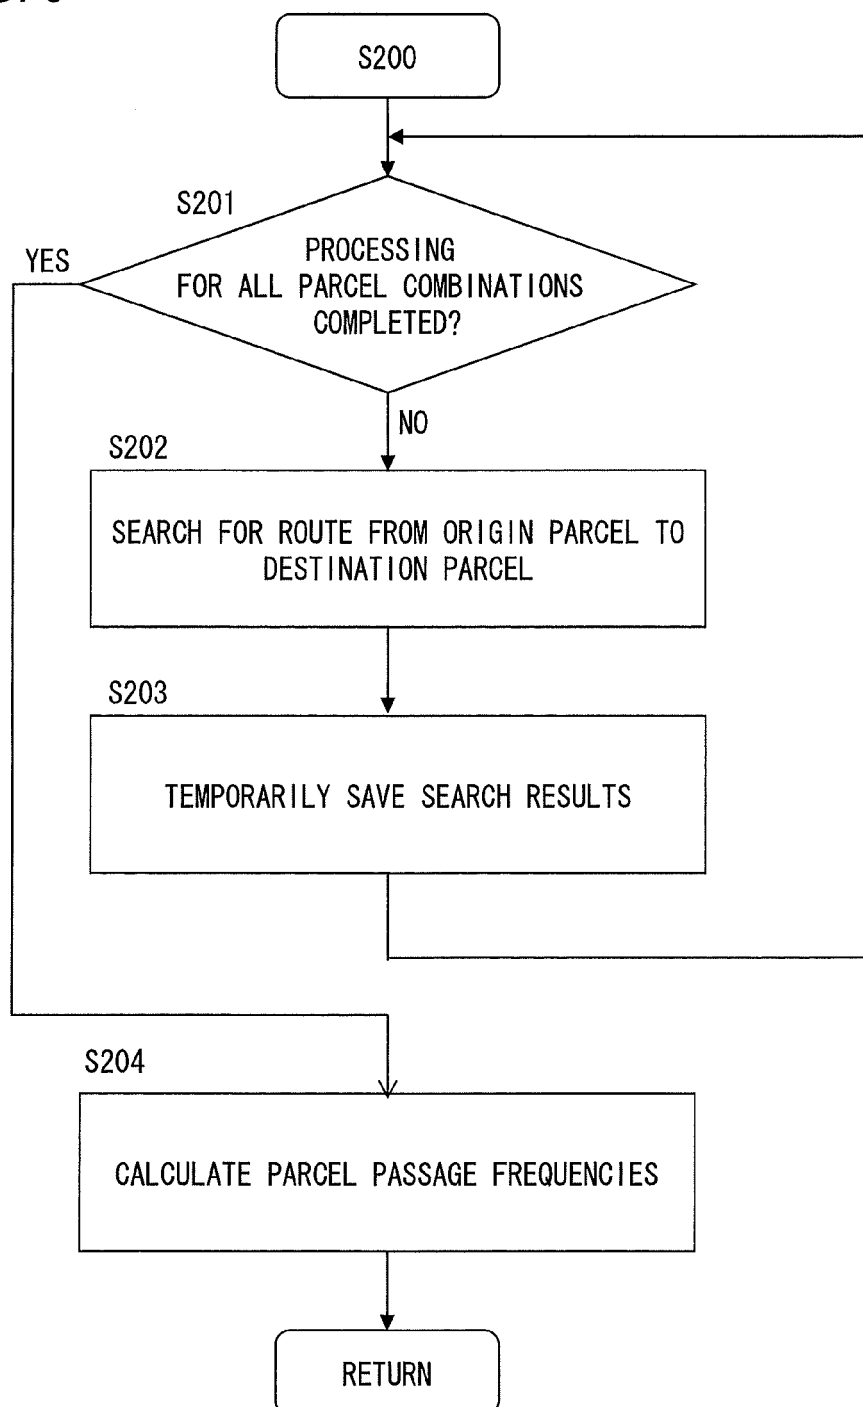 S200
S201
YES
PROCESSING
FOR ALL PARCEL COMBINATIONS
COMPLETED?
NO
S202
SEARCH FOR ROUTE FROM ORIGIN PARCEL TO
DESTINATION PARCEL
S203
TEMPORARILY SAVE SEARCH RESULTS
S204
CALCULATE PARCEL PASSAGE FREQUENCIES
RETURN